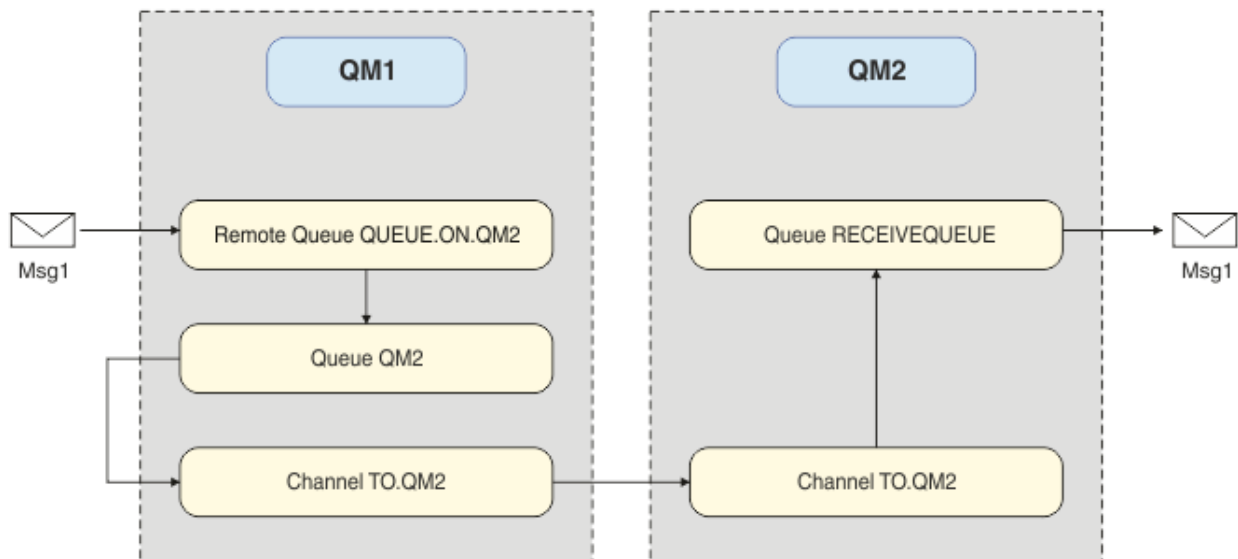 QM1
QM2
Msg1
Remote Queue QUEUE.ON.QM2
Queue RECEIVEQUEUE
Msg1
Queue QM2
Channel TO.QM2
Channel TO.QM2